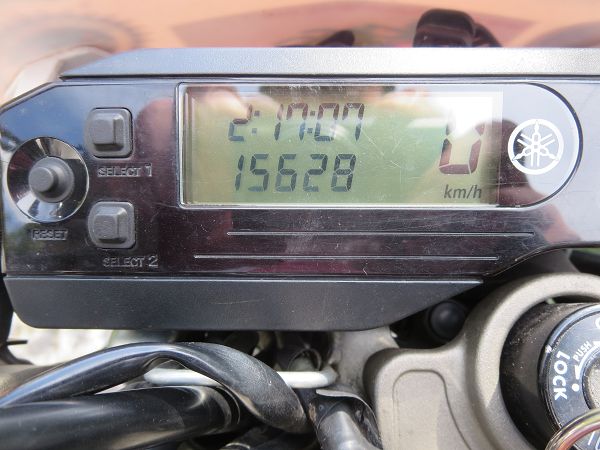 2:17:07
15628
0
km/h
SELECT 1
RESET
SELECT 2
PUSH
LOCK